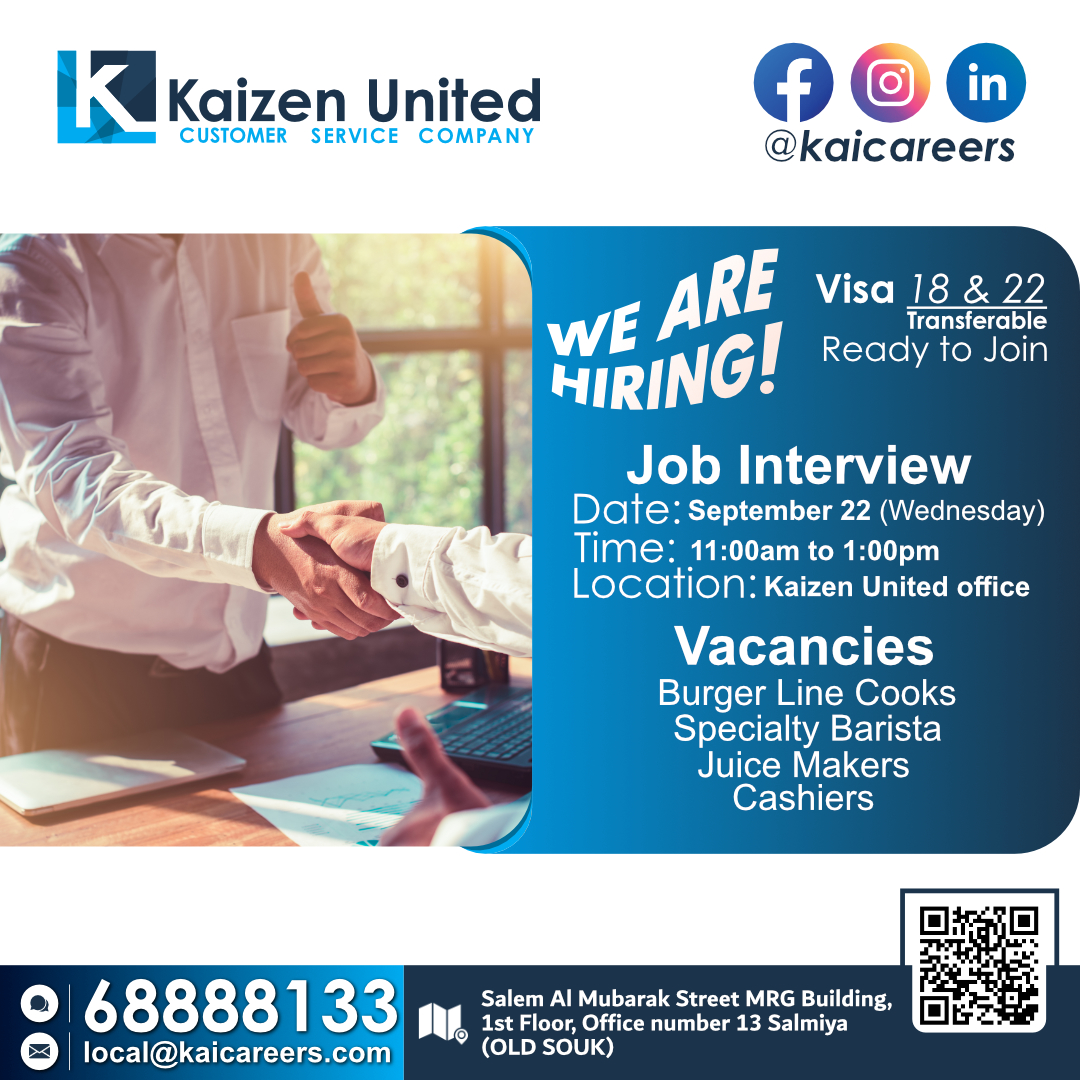 K
Kaizen United
CUSTOMER SERVICE COMPANY
f
in
@kaicareers
WE ARE
HIRING!
Visa 18 & 22
Transferable
Ready to Join
Job Interview
Date: September 22 (Wednesday)
Time: 11:00am to 1:00pm
Location: Kaizen United office
Vacancies
Burger Line Cooks
Specialty Barista
Juice Makers
Cashiers
68888133
local@kaicareers.com
Salem Al Mubarak Street MRG Building,
1st Floor, Office number 13 Salmiya
(OLD SOUK)